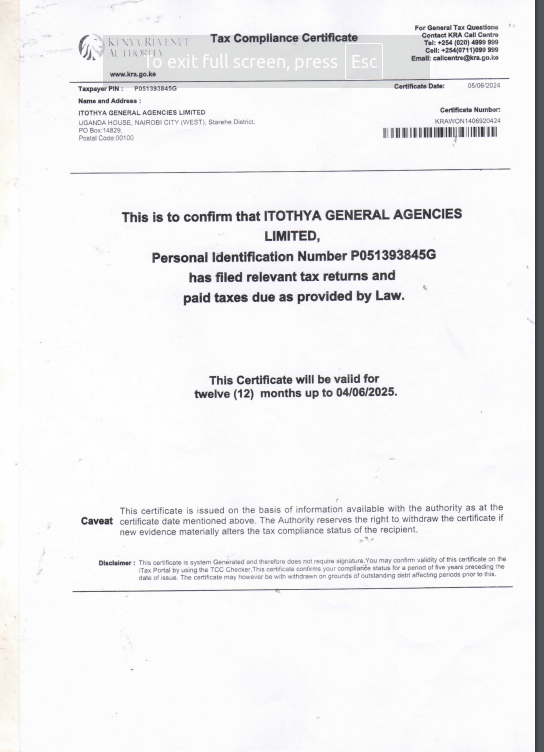 KENYA REVENUE
AUTHORITY
www.kra.go.ke
Tax Compliance Certificate
For General Tax Questions
Contact KRA Call Centre
Tel: +254 (020) 4999 999
Cell: +254(0711)099 999
Email: callcentre@kra.go.ke
To exit full screen, press Esc
Taxpayer PIN : P051393845G
Certificate Date: 05/06/2024
Name and Address :
ITOTHYA GENERAL AGENCIES LIMITED
UGANDA HOUSE, NAIROBI CITY (WEST), Starehe District,
PO Box:14829,
Postal Code:00100
Certificate Number:
KRAWON1406920424
This is to confirm that ITOTHYA GENERAL AGENCIES
LIMITED,
Personal Identification Number P051393845G
has filed relevant tax returns and
paid taxes due as provided by Law.
This Certificate will be valid for
twelve (12) months up to 04/06/2025.
Caveat
This certificate is issued on the basis of information available with the authority as at the
certificate date mentioned above. The Authority reserves the right to withdraw the certificate if
new evidence materially alters the tax compliance status of the recipient.
Disclaimer : This certificate is system Generated and therefore does not require signature.You may confirm validity of this certificate on the
iTax Portal by using the TCC Checker.This certificate confirms your compliance status for a period of five years preceding the
date of issue. The certificate may however be with withdrawn on grounds of outstanding debt affecting periods prior to this.